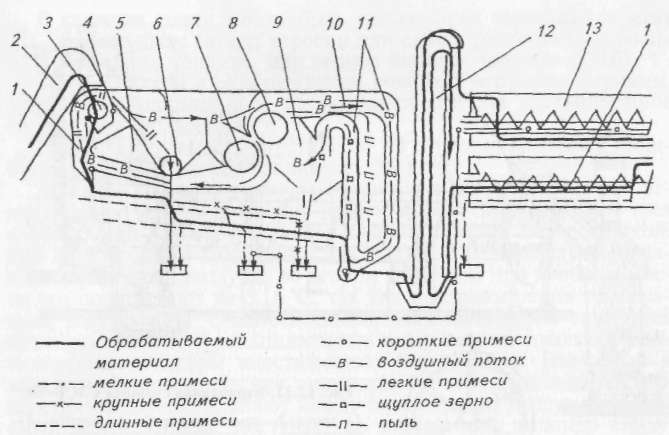 1 2 3 4 5 6 7 8 9 10 11 12 13 1
Обрабатываемый
материал
мелкие примеси
крупные примеси
длинные примеси
короткие примеси
воздушный поток
легкие примеси
щуплое зерно
пыль